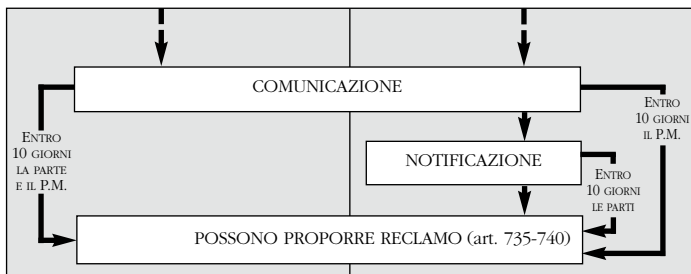 COMUNICAZIONE
ENTRO
10 GIORNI
LA PARTE
E IL P.M.
ENTRO
10 GIORNI
IL P.M.
NOTIFICAZIONE
ENTRO
10 GIORNI
LE PARTI
POSSONO PROPORRE RECLAMO (art. 735-740)